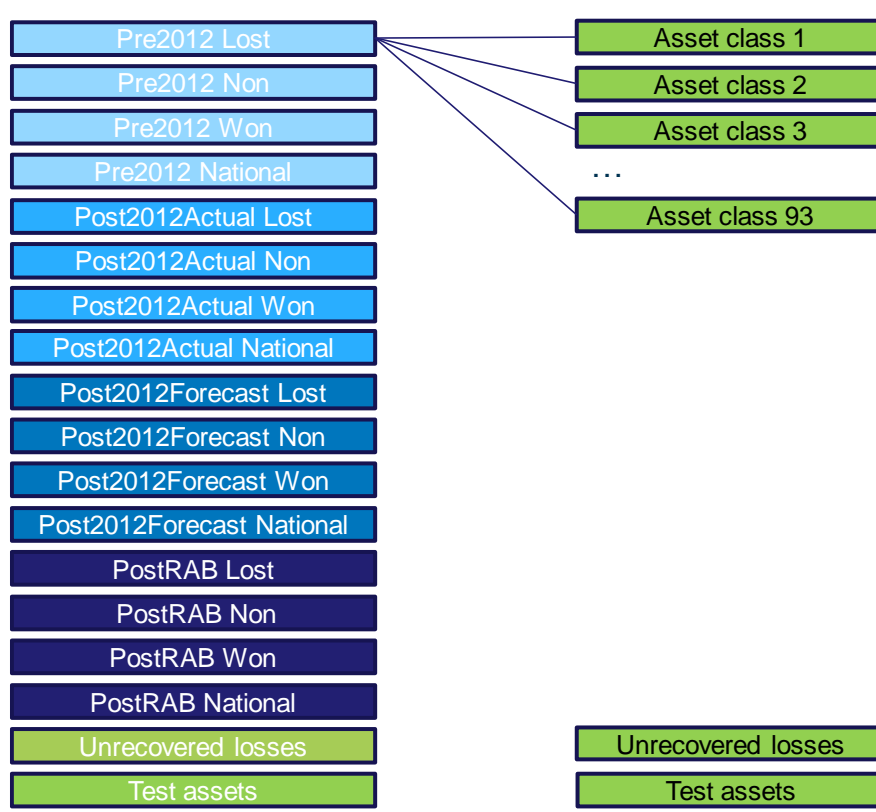 Pre2012 Lost
Pre2012 Non
Pre2012 Won
Pre2012 National
Post2012Actual Lost
Post2012Actual Non
Post2012Actual Won
Post2012Actual National
Post2012Forecast Lost
Post2012Forecast Non
Post2012Forecast Won
Post2012Forecast National
PostRAB Lost
PostRAB Non
PostRAB Won
PostRAB National
Unrecovered losses
Test assets
Asset class 1
Asset class 2
Asset class 3
...
Asset class 93
Unrecovered losses
Test assets